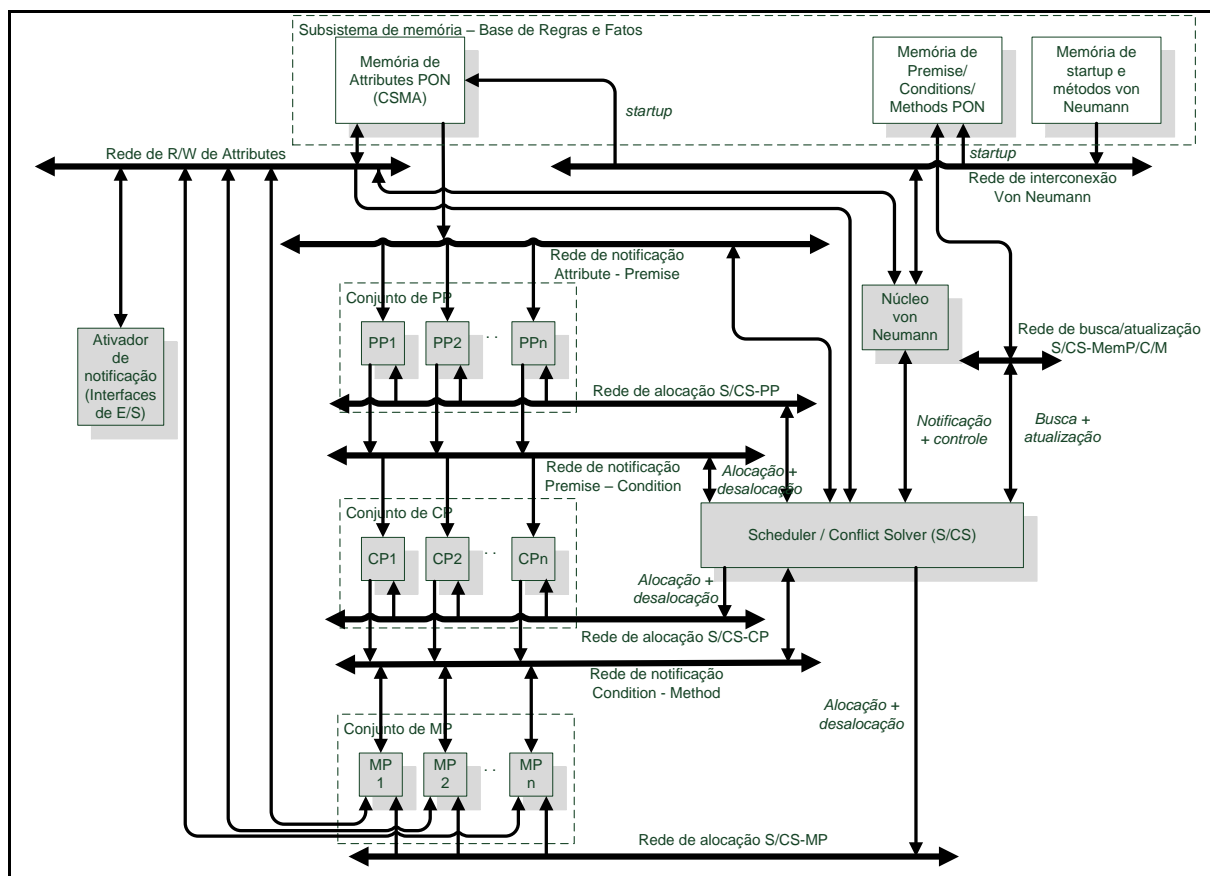 Subsistema de memória – Base de Regras e Fatos
Memória de
Attributes PON
(CSMA)
Memória de
Premise/
Conditions/
Methods PON
Memória de
startup e
métodos von
Neumann
startup
startup
Rede de R/W de Attributes
Rede de interconexão
Von Neumann
Rede de notificação
Attribute - Premise
Conjunto de PP
PP1
PP2
. .
PPn
Núcleo
von
Neumann
Ativador
de
notificação
(Interfaces
de E/S)
Rede de busca/atualização
S/CS-MemP/C/M
Rede de alocação S/CS-PP
Notificação
+ controle
Busca +
atualização
Rede de notificação
Premise – Condition
Alocação +
desalocação
Conjunto de CP
CP1
CP2
. .
CPn
Scheduler / Conflict Solver (S/CS)
Alocação +
desalocação
Rede de alocação S/CS-CP
Rede de notificação
Condition - Method
Alocação +
desalocação
Conjunto de MP
MP
1
MP
2
. .
MP
n
Rede de alocação S/CS-MP